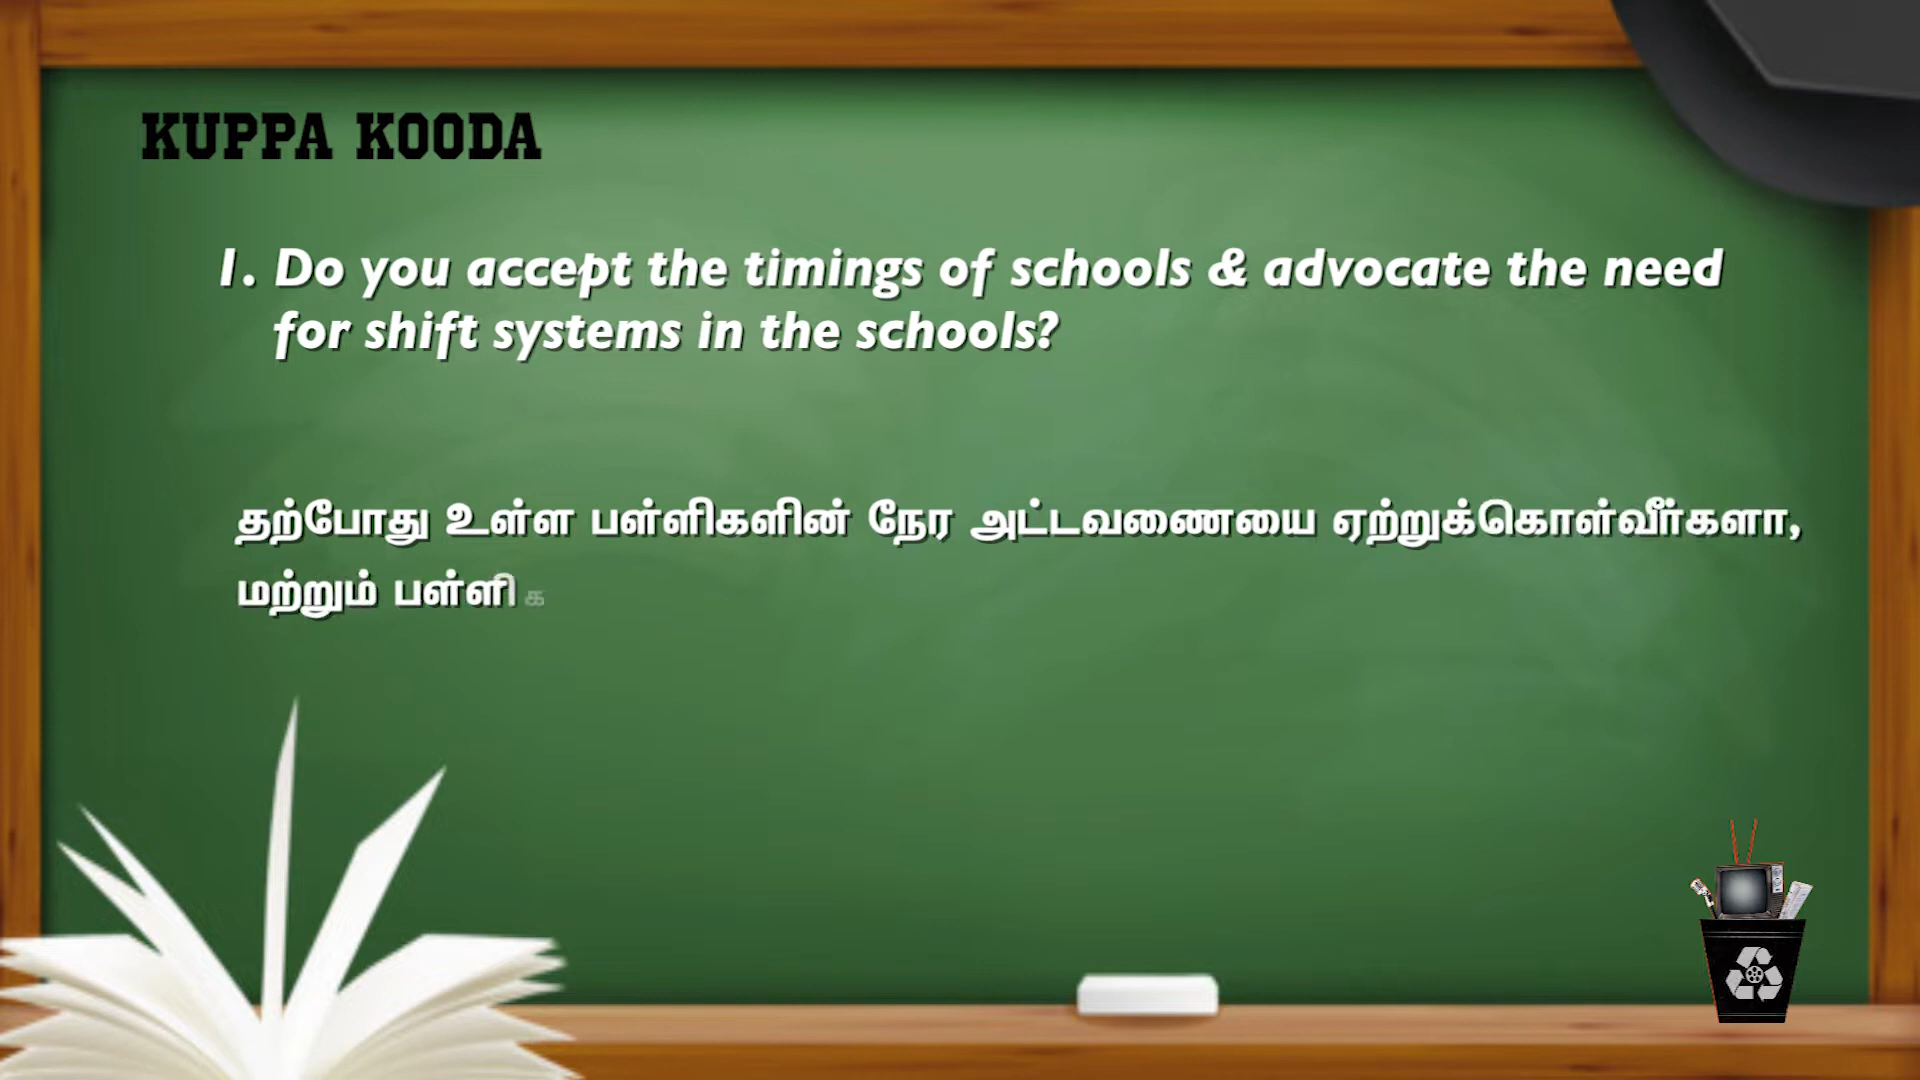 KUPPA KOODA
1. Do you accept the timings of schools & advocate the need
for shift systems in the schools?
தற்போது உள்ள பள்ளிகளின் நேர அட்டவணையை ஏற்றுக்கொள்வீர்களா,
மற்றும் பள்ளிக